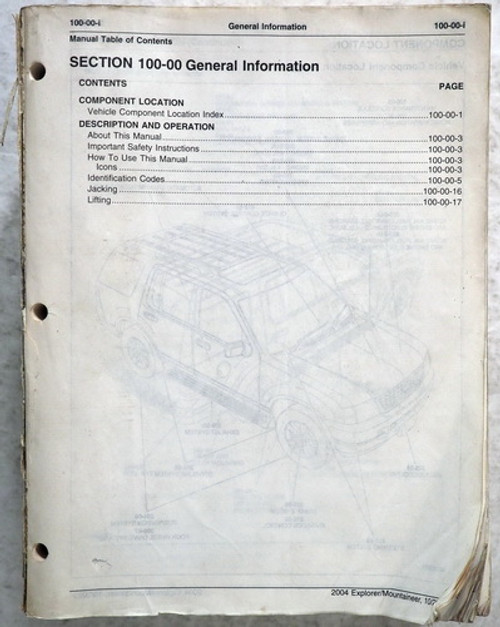 100-00-i General Information 100-00-i
Manual Table of Contents
SECTION 100-00 General Information
CONTENTS PAGE
COMPONENT LOCATION
Vehicle Component Location Index 100-00-1
DESCRIPTION AND OPERATION
About This Manual 100-00-3
Important Safety Instructions 100-00-3
How To Use This Manual 100-00-3
Icons 100-00-3
Identification Codes 100-00-5
Jacking 100-00-16
Lifting 100-00-17
2004 Explorer/Mountaineer,